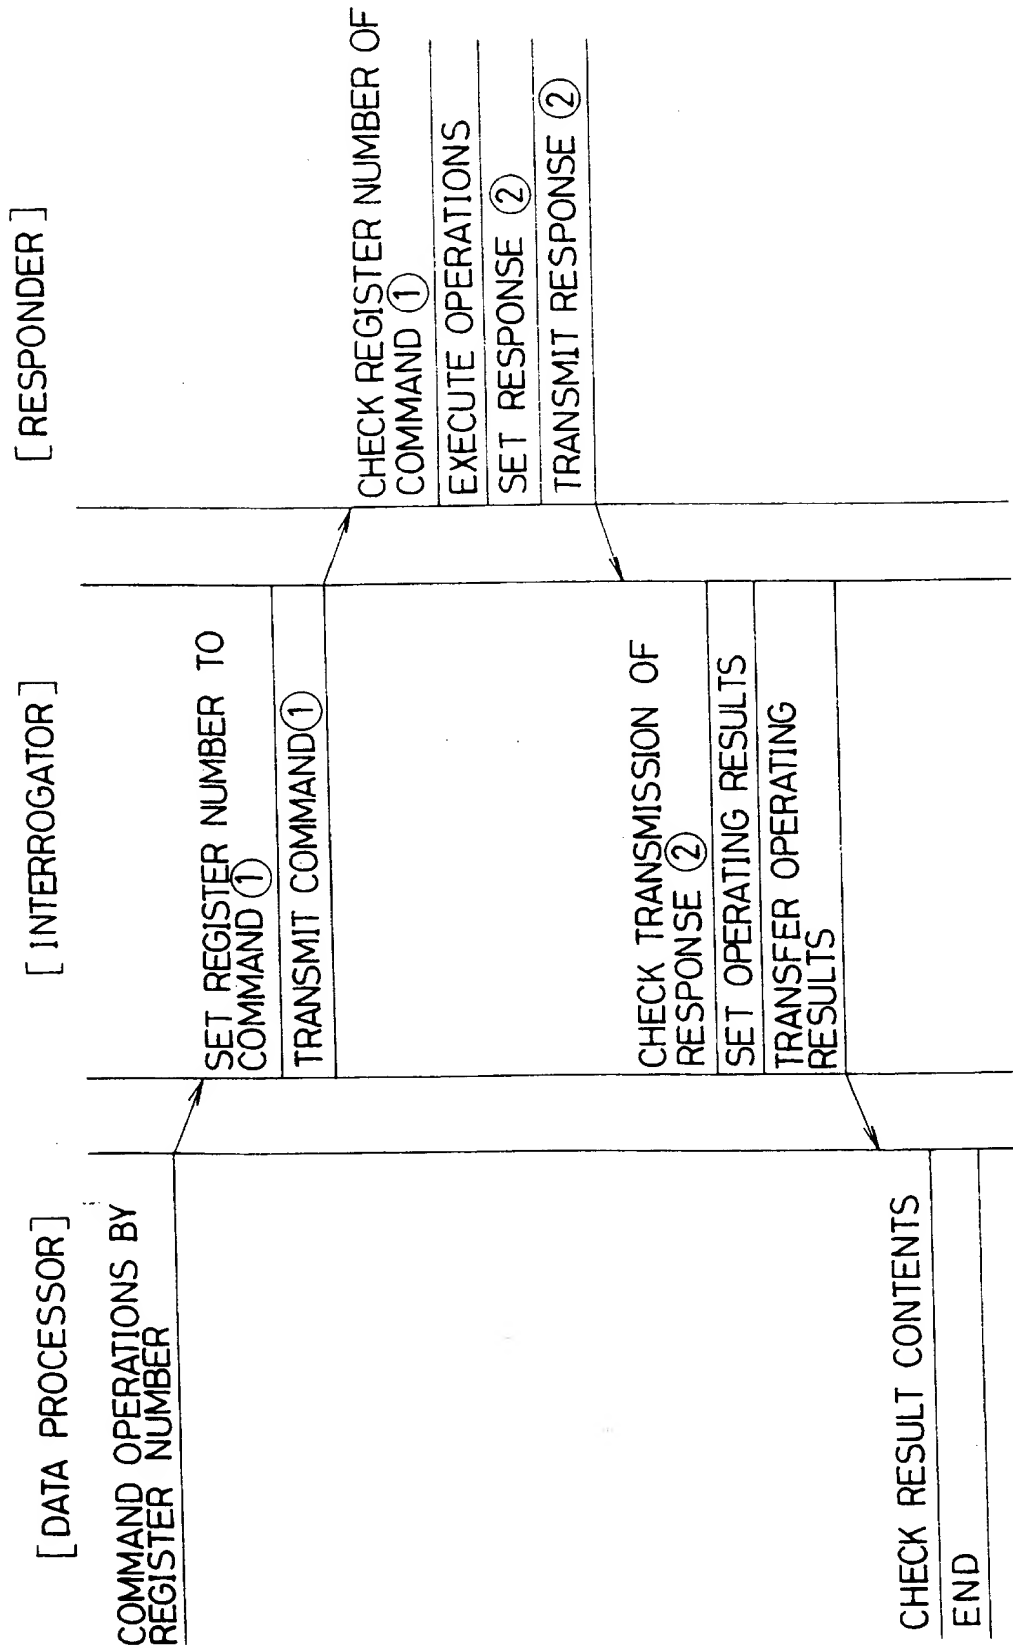 [DATA PROCESSOR]
[INTERROGATOR]
[RESPONDER]
COMMAND OPERATIONS BY
REGISTER NUMBER
SET REGISTER NUMBER TO
COMMAND ①
TRANSMIT COMMAND ①
CHECK REGISTER NUMBER OF
COMMAND ①
EXECUTE OPERATIONS
SET RESPONSE ②
TRANSMIT RESPONSE ②
CHECK TRANSMISSION OF
RESPONSE ②
SET OPERATING RESULTS
TRANSFER OPERATING
RESULTS
CHECK RESULT CONTENTS
END